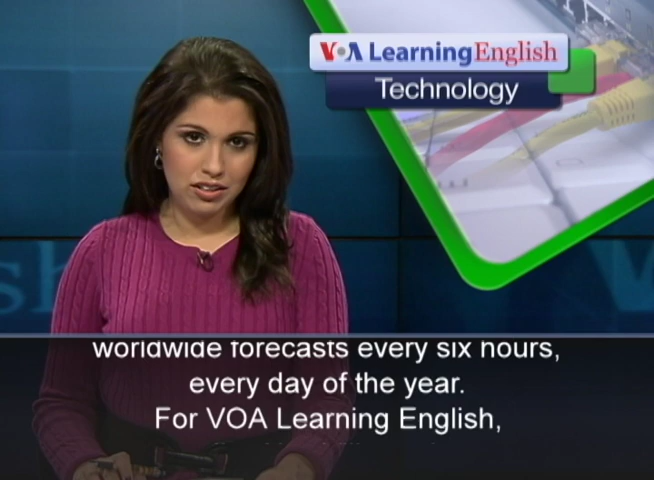 VOA Learning English
Technology
worldwide forecasts every six hours,
every day of the year.
For VOA Learning English,